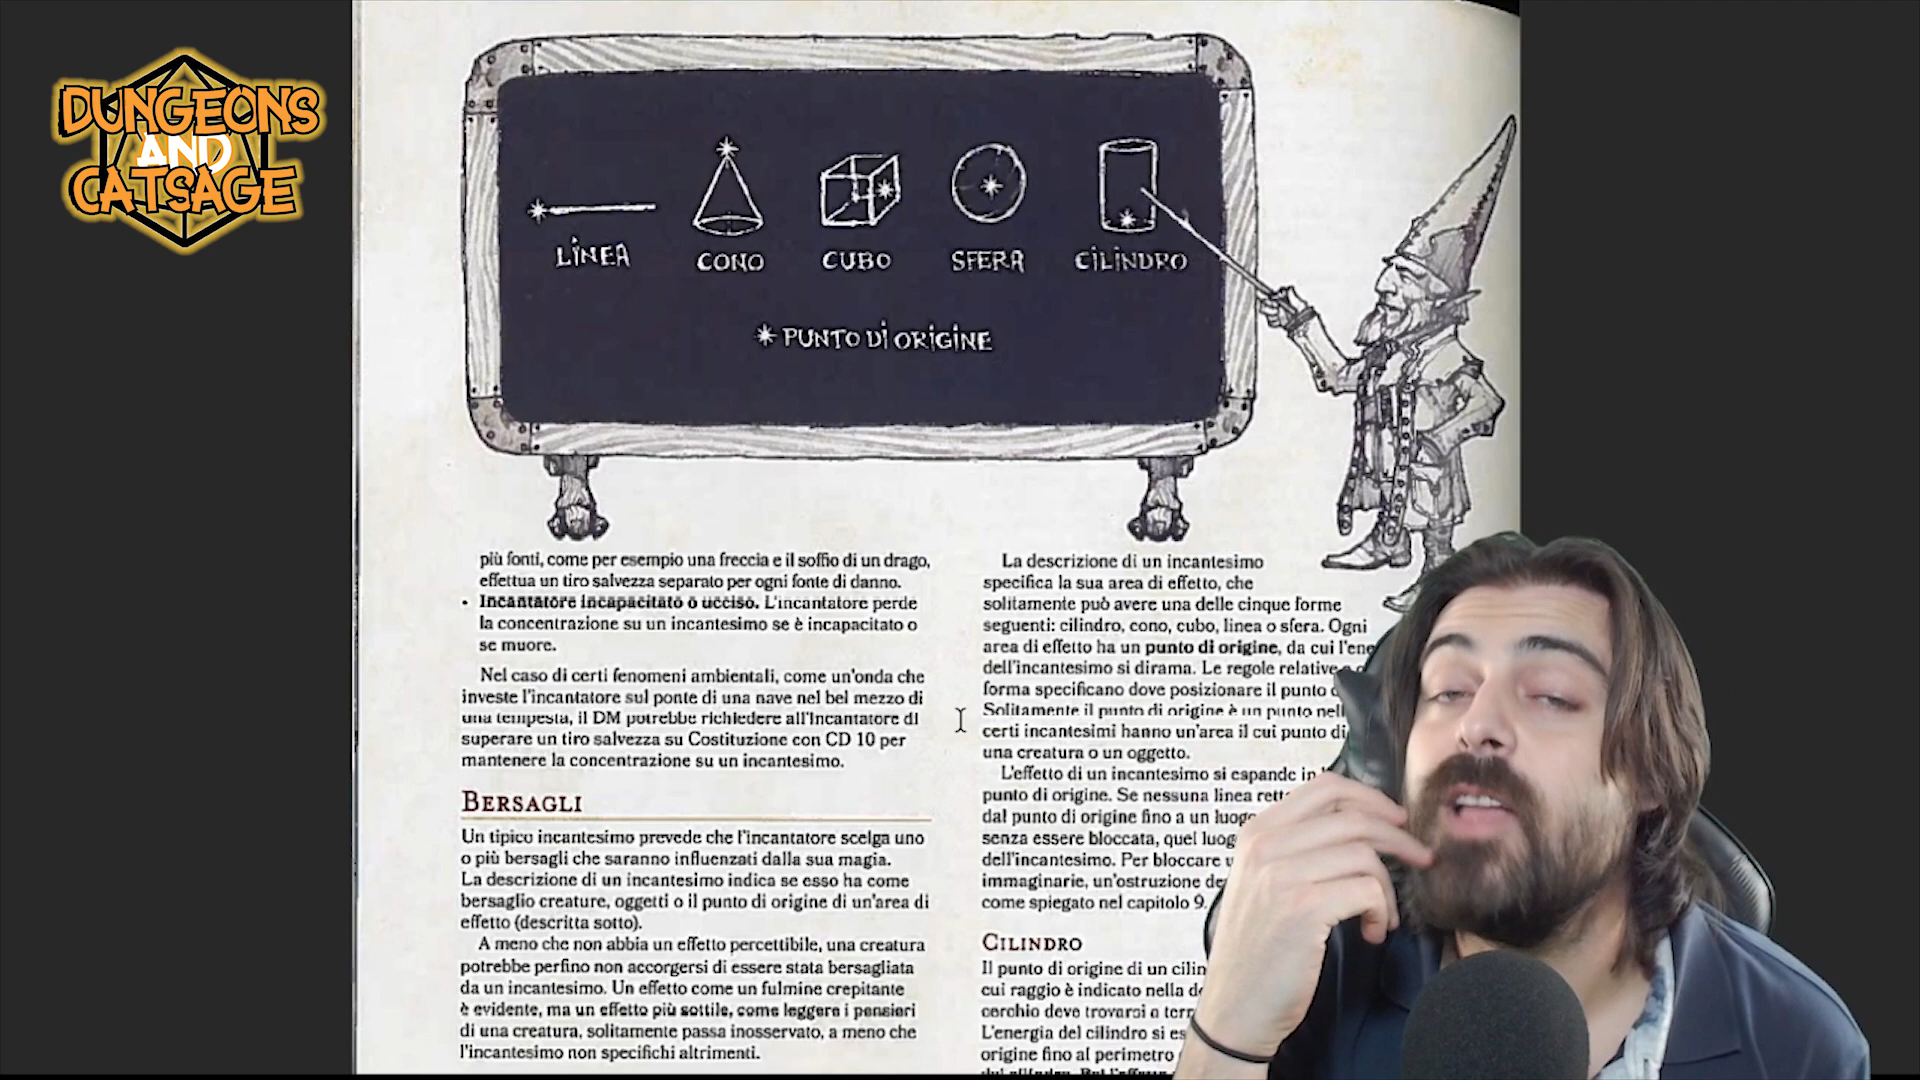 DUNGEONS
AND
CATSAGE
LINEA
CONO
CUBO
SFERA
CILINDRO
* PUNTO DI ORIGINE
più fonti, come per esempio una freccia e il soffio di un drago,
effettua un tiro salvezza separato per ogni fonte di danno.
• Incantatore incapacitato o ucciso. L'incantatore perde
la concentrazione su un incantesimo se è incapacitato o
se muore.
Nel caso di certi fenomeni ambientali, come un'onda che
investe l'incantatore sul ponte di una nave nel bel mezzo di
una tempesta, il DM potrebbe richiedere all'incantatore di
superare un tiro salvezza su Costituzione con CD 10 per
mantenere la concentrazione su un incantesimo.
BERSAGLI
Un tipico incantesimo prevede che l'incantatore scelga uno
o più bersagli che saranno influenzati dalla sua magia.
La descrizione di un incantesimo indica se esso ha come
bersaglio creature, oggetti o il punto di origine di un'area di
effetto (descritta sotto).
A meno che non abbia un effetto percettibile, una creatura
potrebbe perfino non accorgersi di essere stata bersagliata
da un incantesimo. Un effetto come un fulmine crepitante
è evidente, ma un effetto più sottile, come leggere i pensieri
di una creatura, solitamente passa inosservato, a meno che
l'incantesimo non specifichi altrimenti.
La descrizione di un incantesimo
specifica la sua area di effetto, che
solitamente può avere una delle cinque forme
seguenti: cilindro, cono, cubo, linea o sfera. Ogni
area di effetto ha un punto di origine, da cui l'ene
dell'incantesimo si dirama. Le regole relative
forma specificano dove posizionare il punto
Solitamente il punto di origine è un punto nell
certi incantesimi hanno un'area il cui punto di
una creatura o un oggetto.
L'effetto di un incantesimo si espande in
punto di origine. Se nessuna linea rett
dal punto di origine fino a un luog
senza essere bloccata, quel luog
dell'incantesimo. Per bloccare
immaginarie, un'ostruzione de
come spiegato nel capitolo 9.
CILINDRO
Il punto di origine di un cilin
cui raggio è indicato nella de
cerchio deve trovarsi a terr
L'energia del cilindro si es
origine fino al perimetro